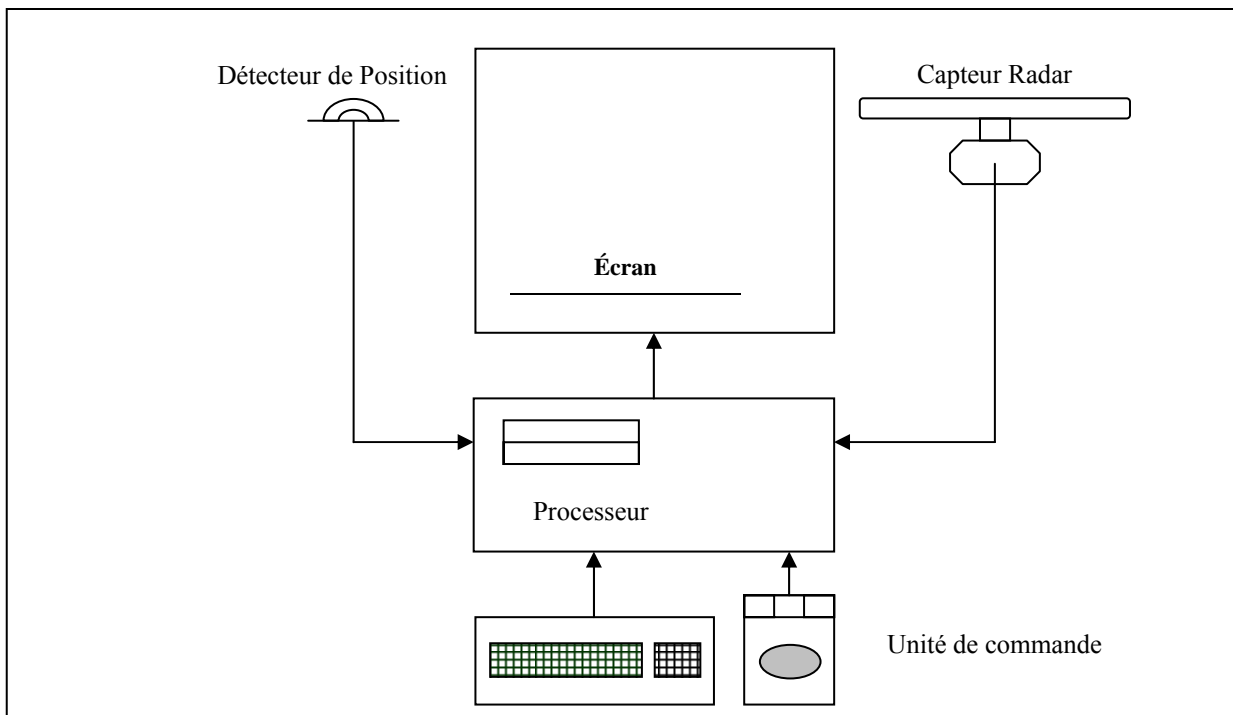 Détecteur de Position
Capteur Radar
Écran
Processeur
Unité de commande